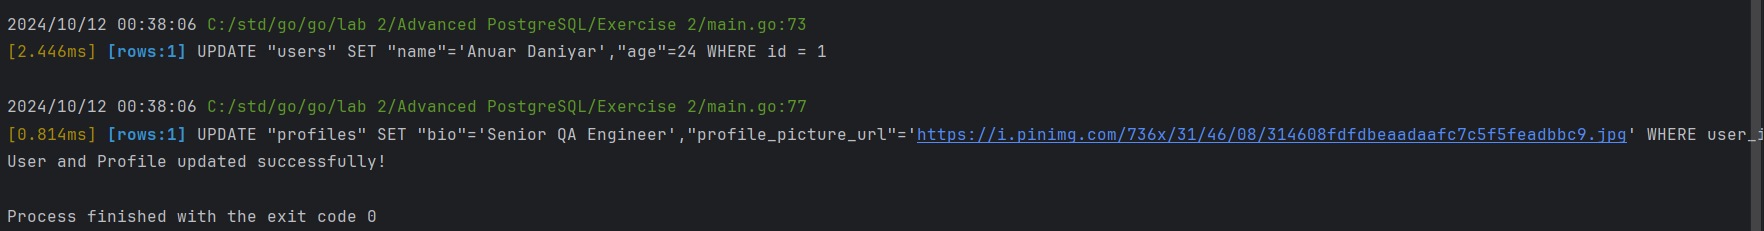 2024/10/12 00:38:06 C:/std/go/go/lab 2/Advanced PostgreSQL/Exercise 2/main.go:73
[2.446ms] [rows:1] UPDATE "users" SET "name"='Anuar Daniyar',"age"=24 WHERE id = 1
2024/10/12 00:38:06 C:/std/go/go/lab 2/Advanced PostgreSQL/Exercise 2/main.go:77
[0.814ms] [rows:1] UPDATE "profiles" SET "bio"='Senior QA Engineer',"profile_picture_url"='https://i.pinimg.com/736x/31/46/08/314608fdfdbeaadaafc7c5f5feadbbc9.jpg' WHERE user_i
User and Profile updated successfully!
Process finished with the exit code 0